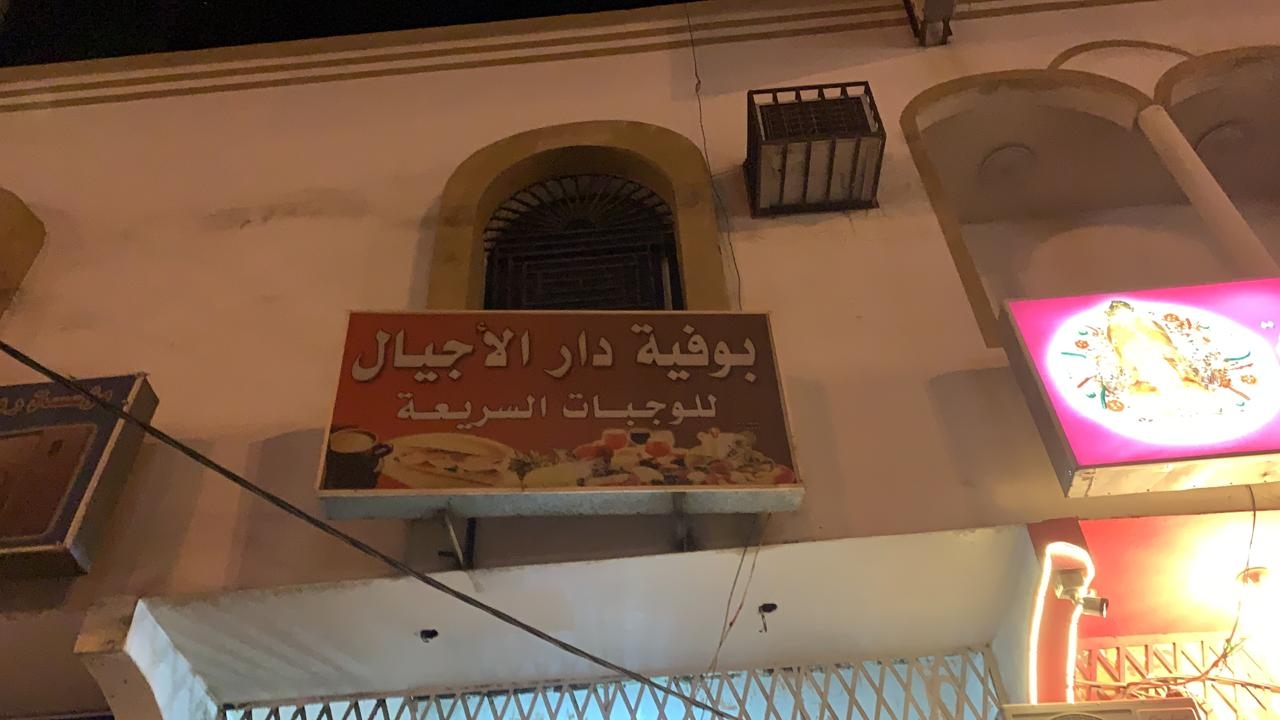 بوفية دار الأجيال
للوجبات السريعة